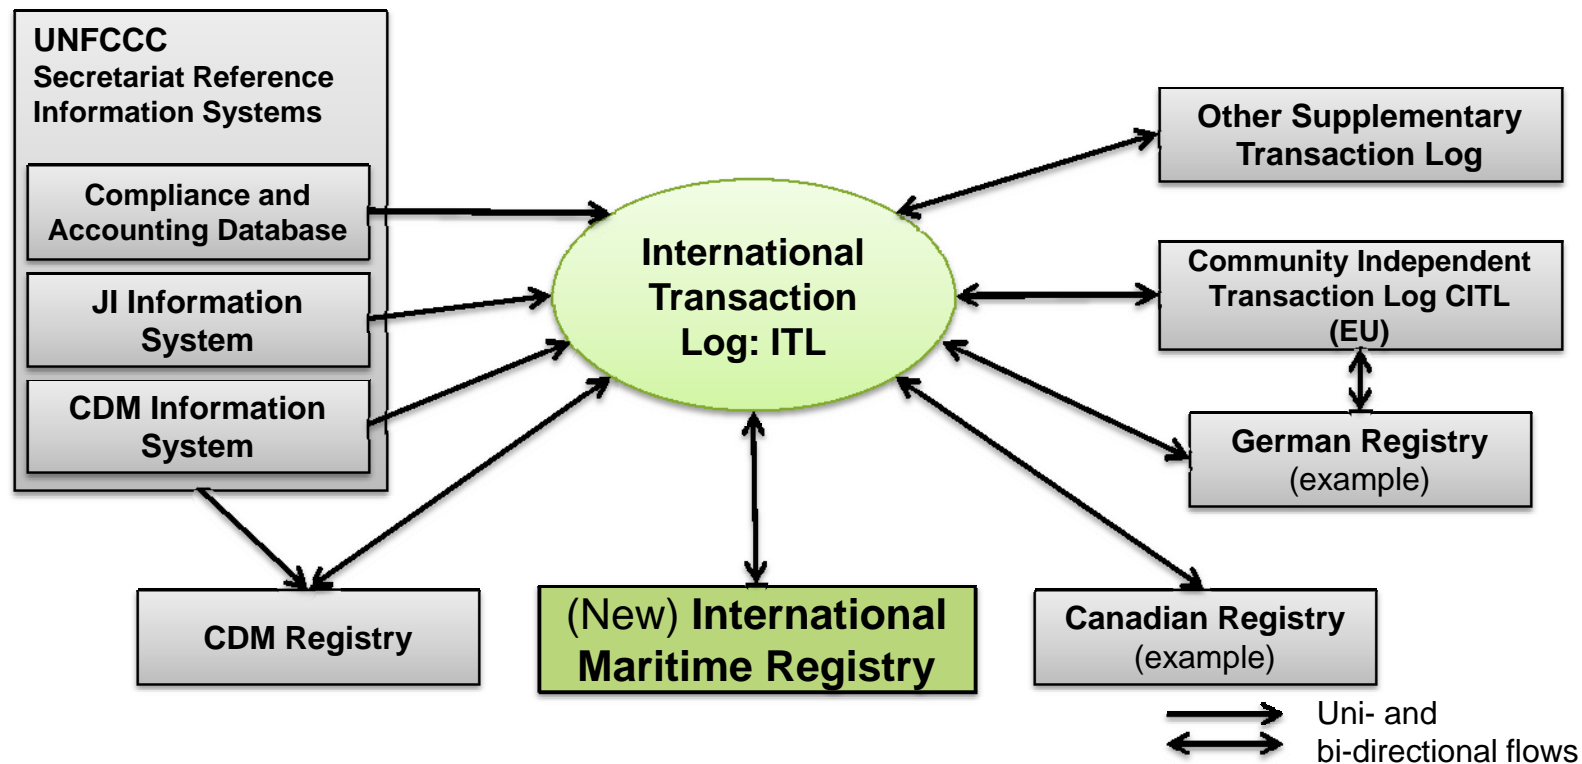 UNFCCC
Secretariat Reference
Information Systems
Compliance and
Accounting Database
JI Information
System
CDM Information
System
International
Transaction
Log: ITL
Other Supplementary
Transaction Log
Community Independent
Transaction Log CITL
(EU)
German Registry
(example)
CDM Registry
(New) International
Maritime Registry
Canadian Registry
(example)
Uni- and
bi-directional flows